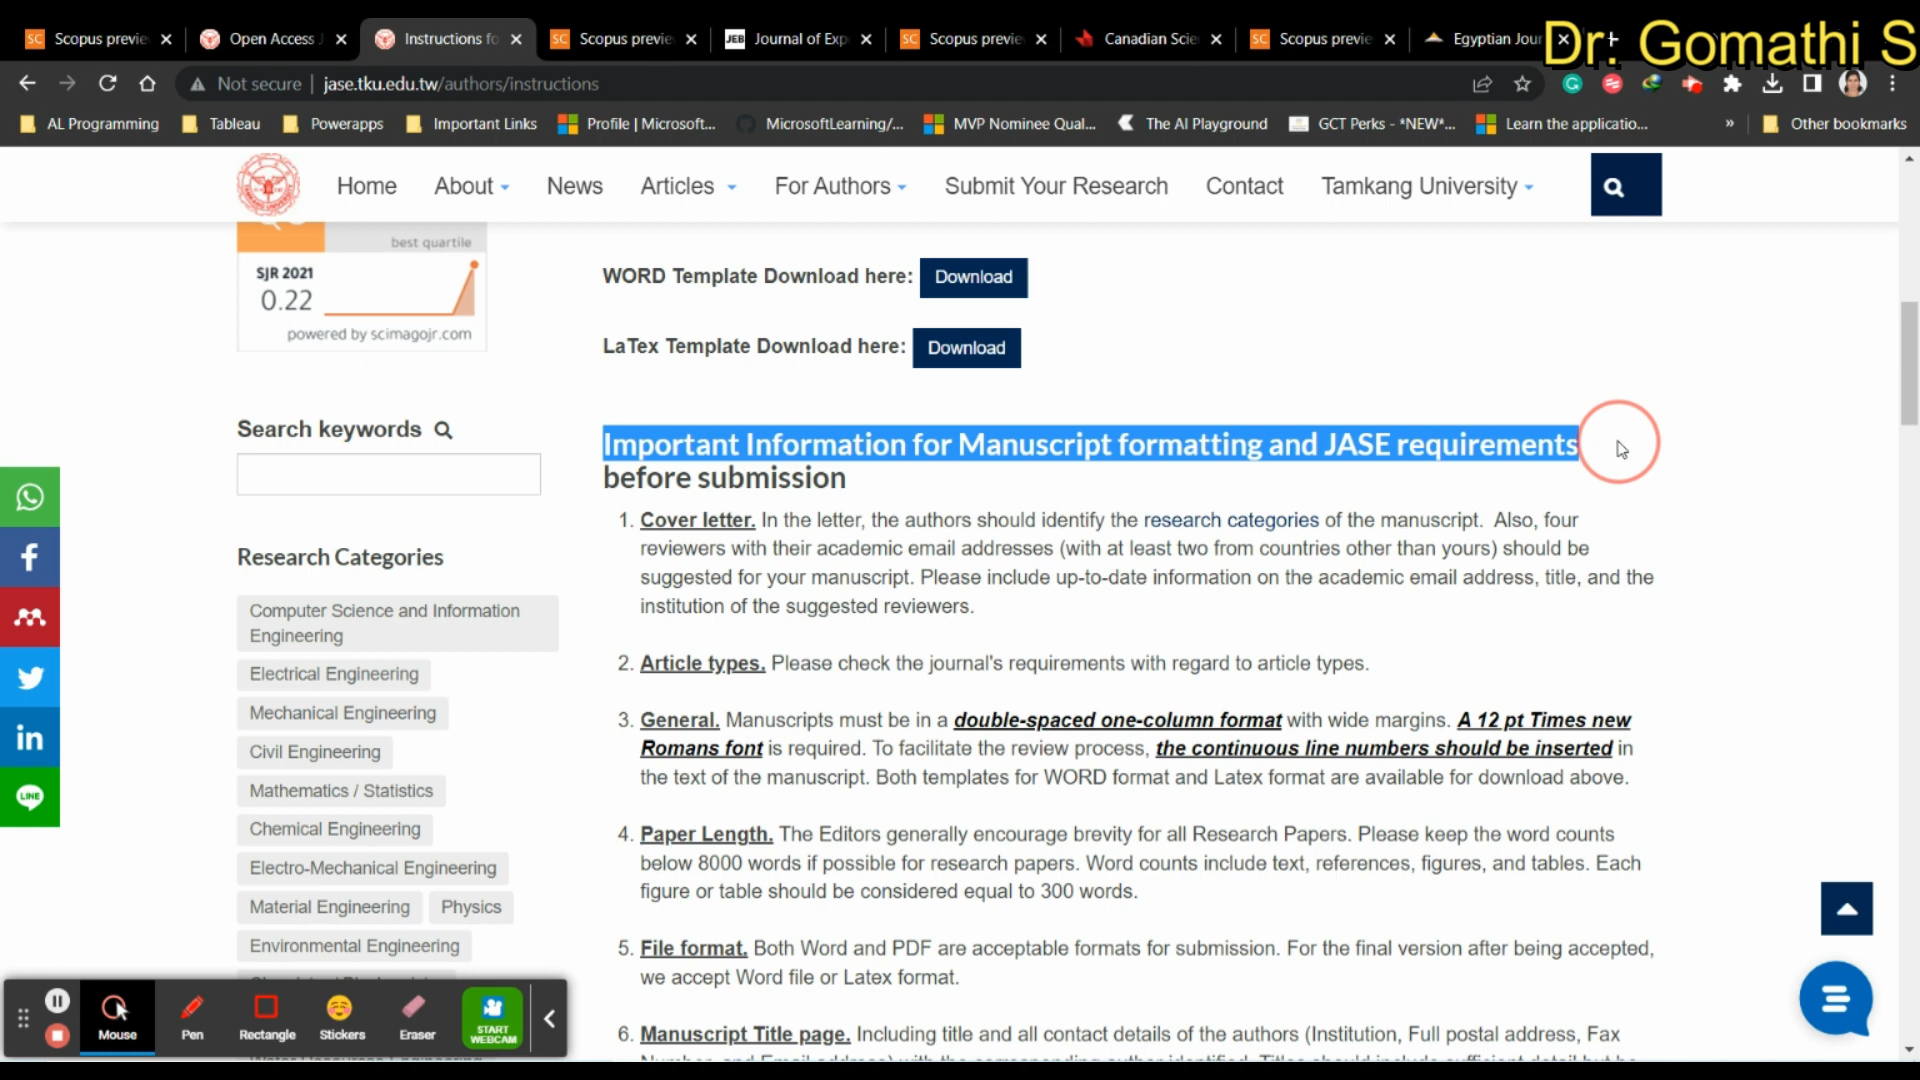 Scopus previe
Open Access J
Instructions fo
Scopus previe
JEB Journal of Exp
Scopus previe
Canadian Scie
Scopus previe
Egyptian Jour
Dr. Gomathi S
Not secure | jase.tku.edu.tw/authors/instructions
AL Programming
Tableau
Powerapps
Important Links
Profile | Microsoft...
MicrosoftLearning/...
MVP Nominee Qual...
The AI Playground
GCT Perks - *NEW*...
Learn the applicatio...
»
Other bookmarks
Home
About
News
Articles
For Authors
Submit Your Research
Contact
Tamkang University
best quartile
SJR 2021
0.22
powered by scimagojr.com
WORD Template Download here: Download
LaTex Template Download here: Download
Search keywords
Research Categories
Computer Science and Information
Engineering
Electrical Engineering
Mechanical Engineering
Civil Engineering
Mathematics / Statistics
Chemical Engineering
Electro-Mechanical Engineering
Material Engineering
Physics
Environmental Engineering
Important Information for Manuscript formatting and JASE requirements
before submission
1. Cover letter. In the letter, the authors should identify the research categories of the manuscript. Also, four
reviewers with their academic email addresses (with at least two from countries other than yours) should be
suggested for your manuscript. Please include up-to-date information on the academic email address, title, and the
institution of the suggested reviewers.
2. Article types. Please check the journal's requirements with regard to article types.
3. General. Manuscripts must be in a double-spaced one-column format with wide margins. A 12 pt Times new
Romans font is required. To facilitate the review process, the continuous line numbers should be inserted in
the text of the manuscript. Both templates for WORD format and Latex format are available for download above.
4. Paper Length. The Editors generally encourage brevity for all Research Papers. Please keep the word counts
below 8000 words if possible for research papers. Word counts include text, references, figures, and tables. Each
figure or table should be considered equal to 300 words.
5. File format. Both Word and PDF are acceptable formats for submission. For the final version after being accepted,
we accept Word file or Latex format.
6. Manuscript Title page. Including title and all contact details of the authors (Institution, Full postal address, Fax
LINE
Mouse
Pen
Rectangle
Stickers
Eraser
START
WEBCAM